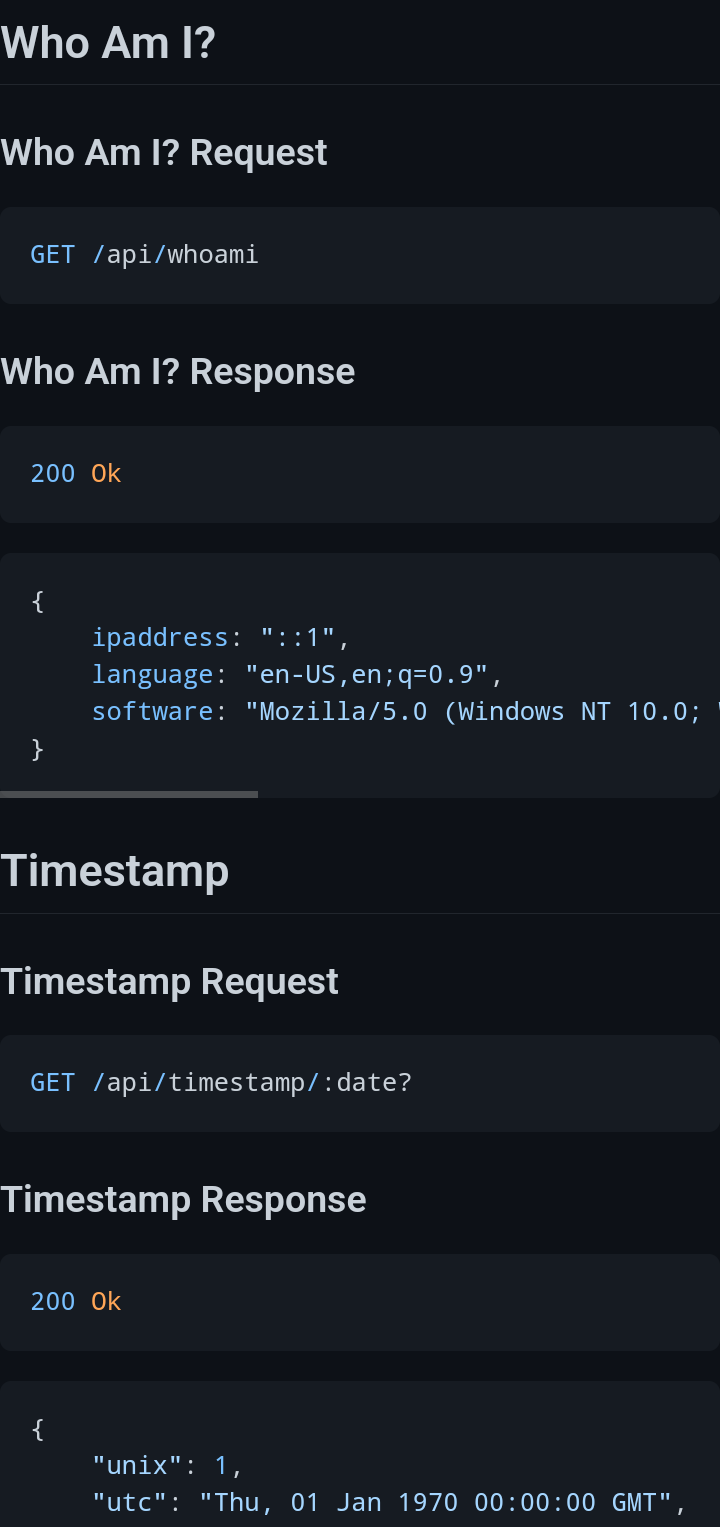 Who Am I?
Who Am I? Request
GET /api/whoami
Who Am I? Response
200 Ok
{
    ipaddress: "::1",
    language: "en-US,en;q=0.9",
    software: "Mozilla/5.0 (Windows NT 10.0;
}
Timestamp
Timestamp Request
GET /api/timestamp/:date?
Timestamp Response
200 Ok
{
    "unix": 1,
    "utc": "Thu, 01 Jan 1970 00:00:00 GMT",